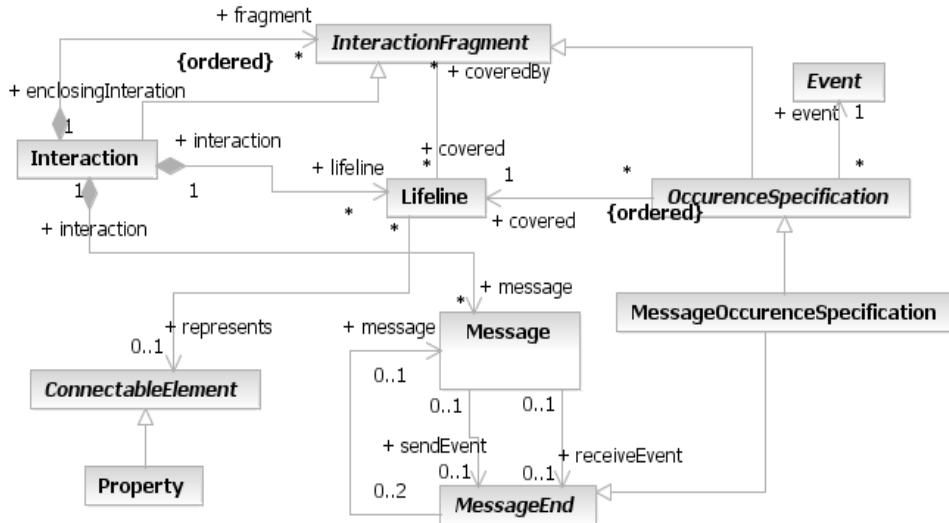 + fragment
InteractionFragment
{ordered}
*
*
+ coveredBy
Event
+ enclosingInteration
+ event
1
1
+ interaction
Interaction
+ covered
*
*
+ lifeline
1
*
1
1
Lifeline
OccurenceSpecification
{ordered}
+ interaction
*
*
+ covered
+ message
*
MessageOccurenceSpecification
+ represents
+ message
Message
0..1
0..1
ConnectableElement
0..1
0..1
+ sendEvent
+ receiveEvent
0..1
0..1
Property
0..2
MessageEnd